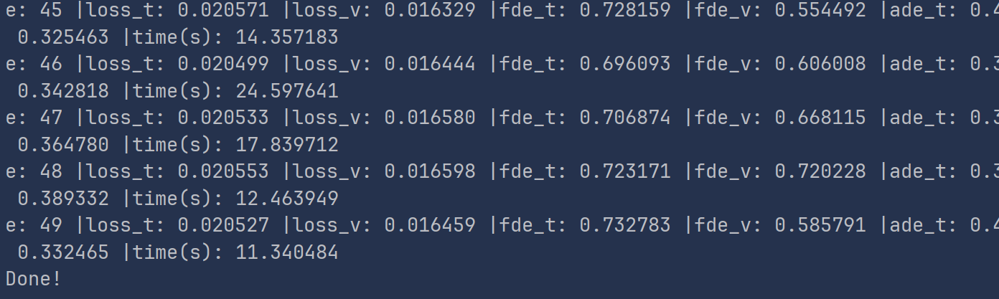 e: 45 |loss_t: 0.020571 |loss_v: 0.016329 |fde_t: 0.728159 |fde_v: 0.554492 |ade_t: 0.4
0.325463 |time(s): 14.357183
e: 46 |loss_t: 0.020499 |loss_v: 0.016444 |fde_t: 0.696093 |fde_v: 0.606008 |ade_t: 0.3
0.342818 |time(s): 24.597641
e: 47 |loss_t: 0.020533 |loss_v: 0.016580 |fde_t: 0.706874 |fde_v: 0.668115 |ade_t: 0.3
0.364780 |time(s): 17.839712
e: 48 |loss_t: 0.020553 |loss_v: 0.016598 |fde_t: 0.723171 |fde_v: 0.720228 |ade_t: 0.3
0.389332 |time(s): 12.463949
e: 49 |loss_t: 0.020527 |loss_v: 0.016459 |fde_t: 0.732783 |fde_v: 0.585791 |ade_t: 0.4
0.332465 |time(s): 11.340484
Done!